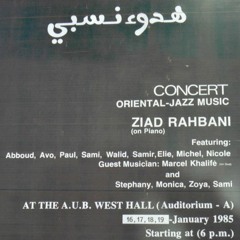 هدوء نسبي
CONCERT
ORIENTAL-JAZZ MUSIC
ZIAD RAHBANI
(on Piano)
Featuring:
Abboud, Avo, Paul, Sami, Walid, Samir, Elie, Michel, Nicole
Guest Musician: Marcel Khalifé
and
Stephany, Monica, Zoya, Sami
AT THE A.U.B. WEST HALL (Auditorium - A)
16,17,18,19 -January 1985
Starting at (6 p.m.)